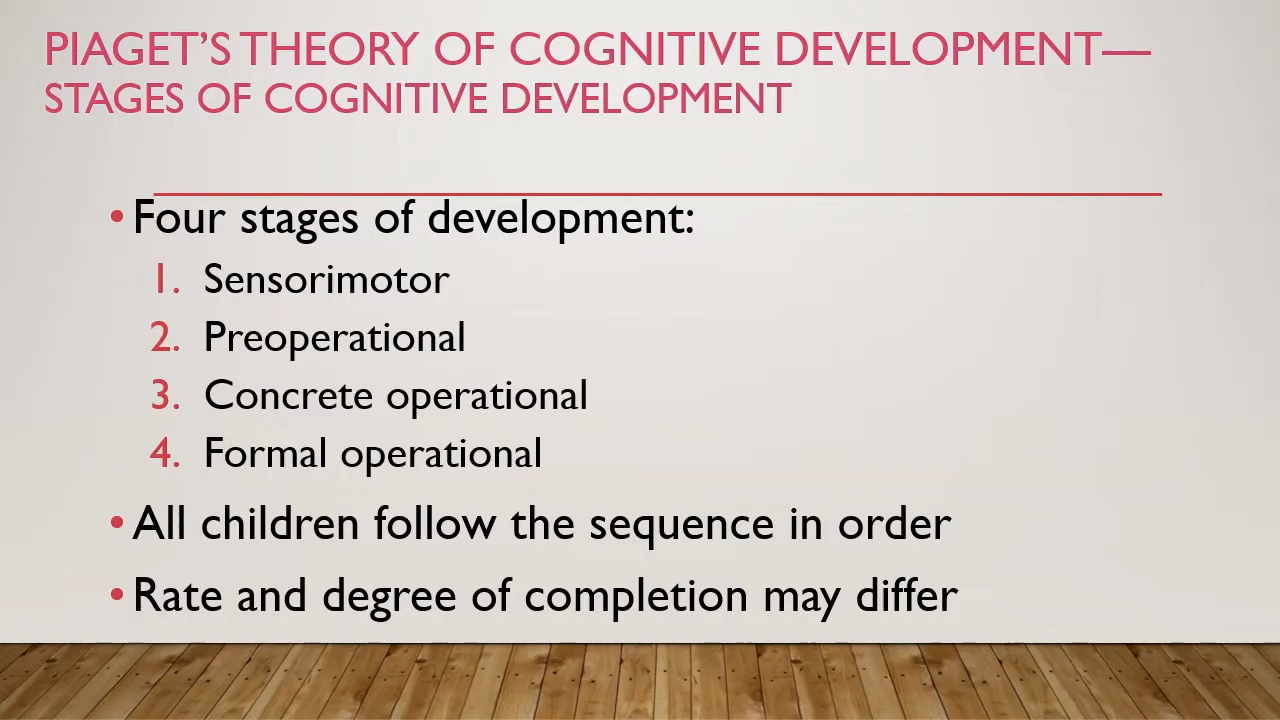 PIAGET’S THEORY OF COGNITIVE DEVELOPMENT—
STAGES OF COGNITIVE DEVELOPMENT
• Four stages of development:
1. Sensorimotor
2. Preoperational
3. Concrete operational
4. Formal operational
• All children follow the sequence in order
• Rate and degree of completion may differ